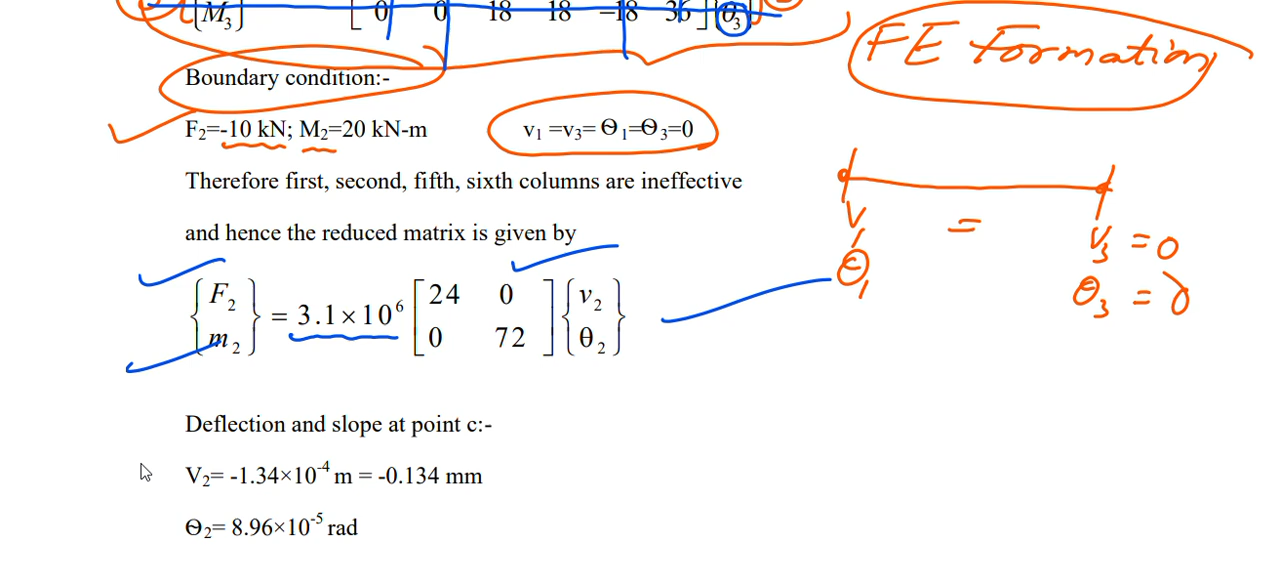 [M₃] [ 0 0 18 18 -18 36 ] θ₃
FE Formation
Boundary condition:-
F₂=-10 kN; M₂=20 kN-m v₁ =v₃= Θ₁=Θ₃=0
Therefore first, second, fifth, sixth columns are ineffective
and hence the reduced matrix is given by
V V₃ = 0
Θ₁ Θ₃ = 0
{F₂ m₂} = 3.1×10⁶ [24 0 0 72] {v₂ θ₂}
Deflection and slope at point c:-
V₂= -1.34×10⁻⁴ m = -0.134 mm
Θ₂= 8.96×10⁻⁵ rad